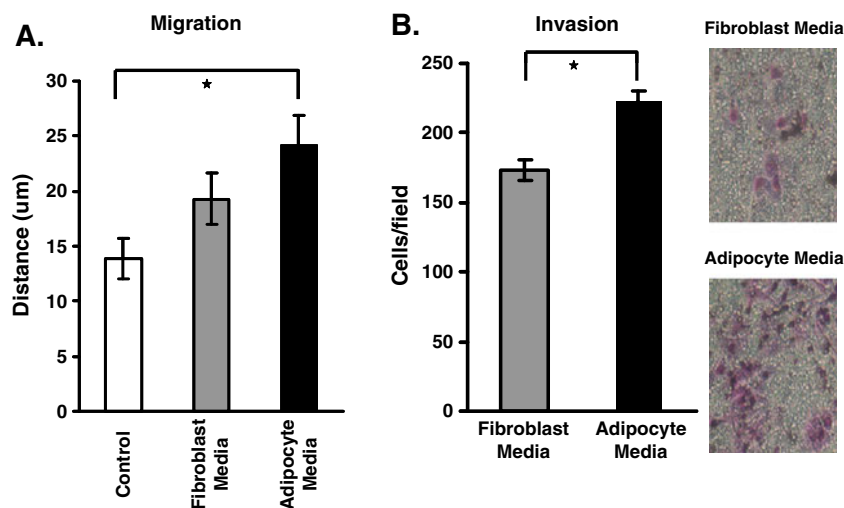 A.
Migration
Distance (um)
30
25
20
15
10
5
0
*
Control
Fibroblast
Media
Adipocyte
Media
B.
Invasion
Cells/field
250
200
150
100
50
0
*
Fibroblast
Media
Adipocyte
Media
Fibroblast Media
Adipocyte Media